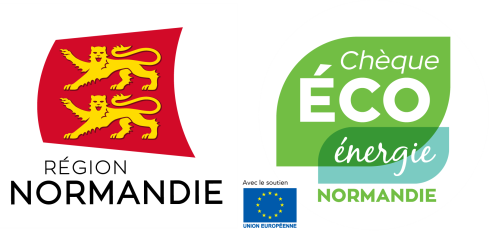 RÉGION
NORMANDIE
Avec le soutien
UNION EUROPÉENNE
Chèque
ÉCO
énergie
NORMANDIE